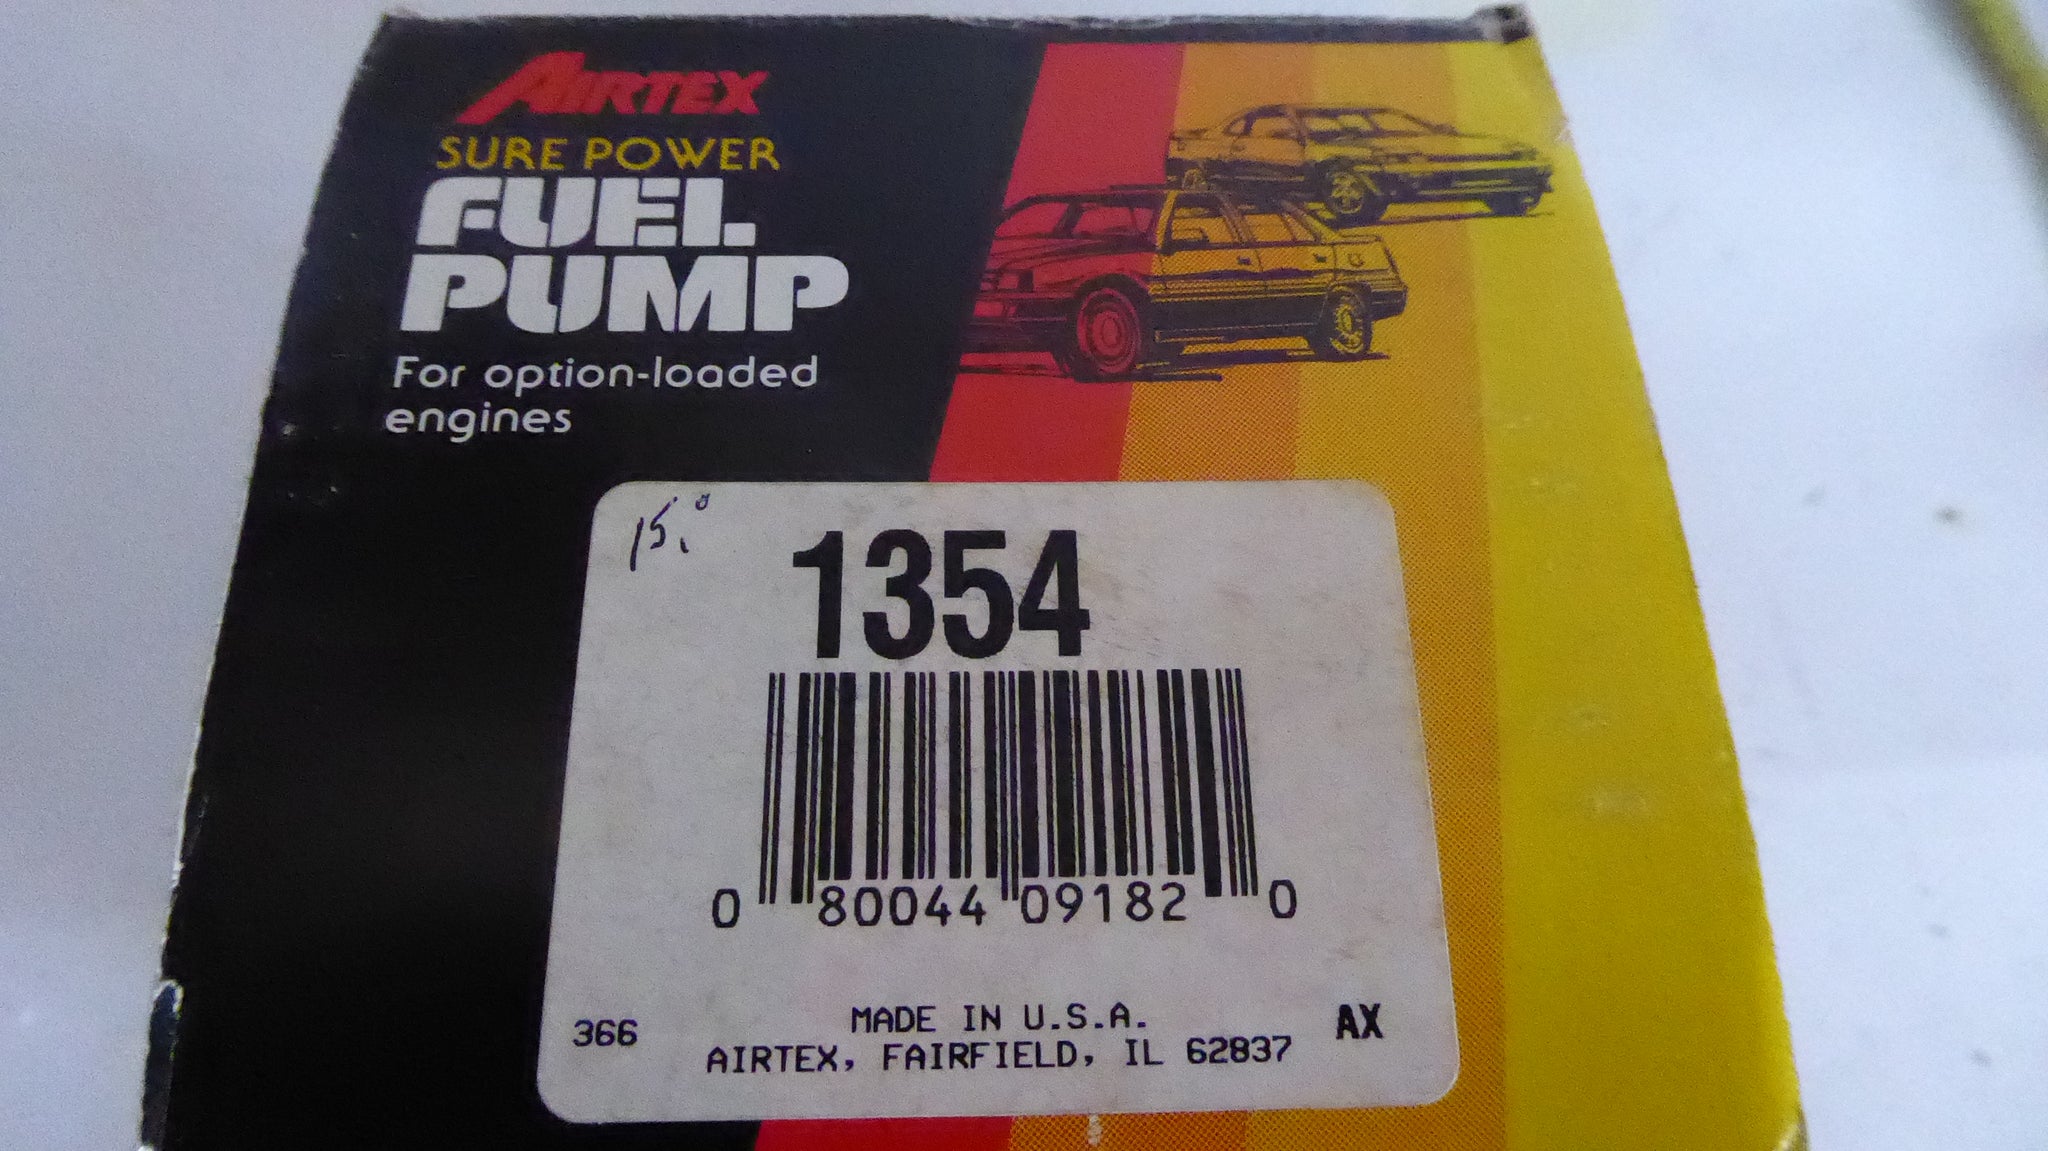 AIRTEX
SURE POWER
FUEL
PUMP
For option-loaded
engines
15.⁰
1354
0 80044 09182 0
366
MADE IN U.S.A.
AX
AIRTEX, FAIRFIELD, IL 62837